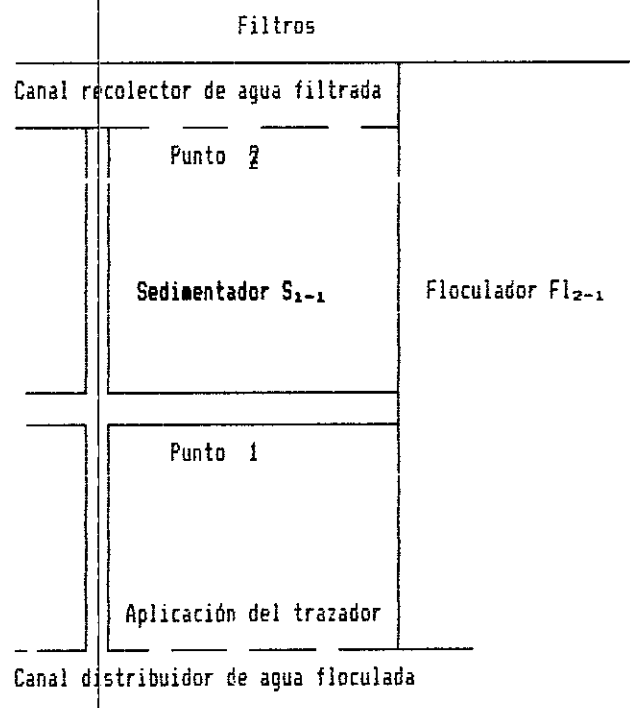 Filtros
Canal recolector de agua filtrada
Punto 2
Sedimentador S₁₋₁
Floculador Fl₂₋₁
Punto 1
Aplicación del trazador
Canal distribuidor de agua floculada